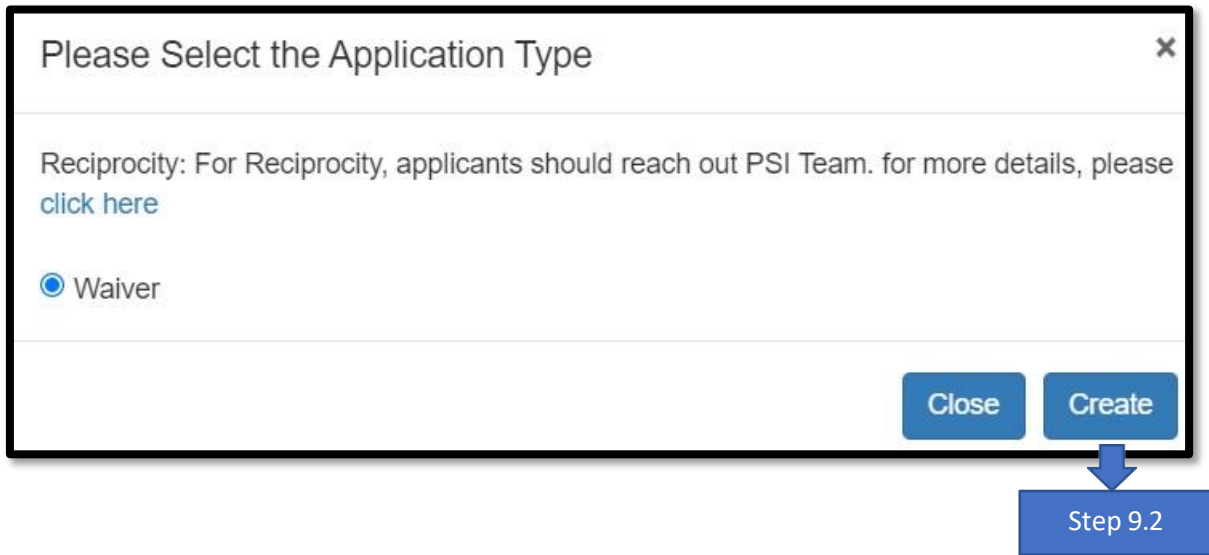 Please Select the Application Type
×
Reciprocity: For Reciprocity, applicants should reach out PSI Team. for more details, please
click here
Waiver
Close
Create
Step 9.2